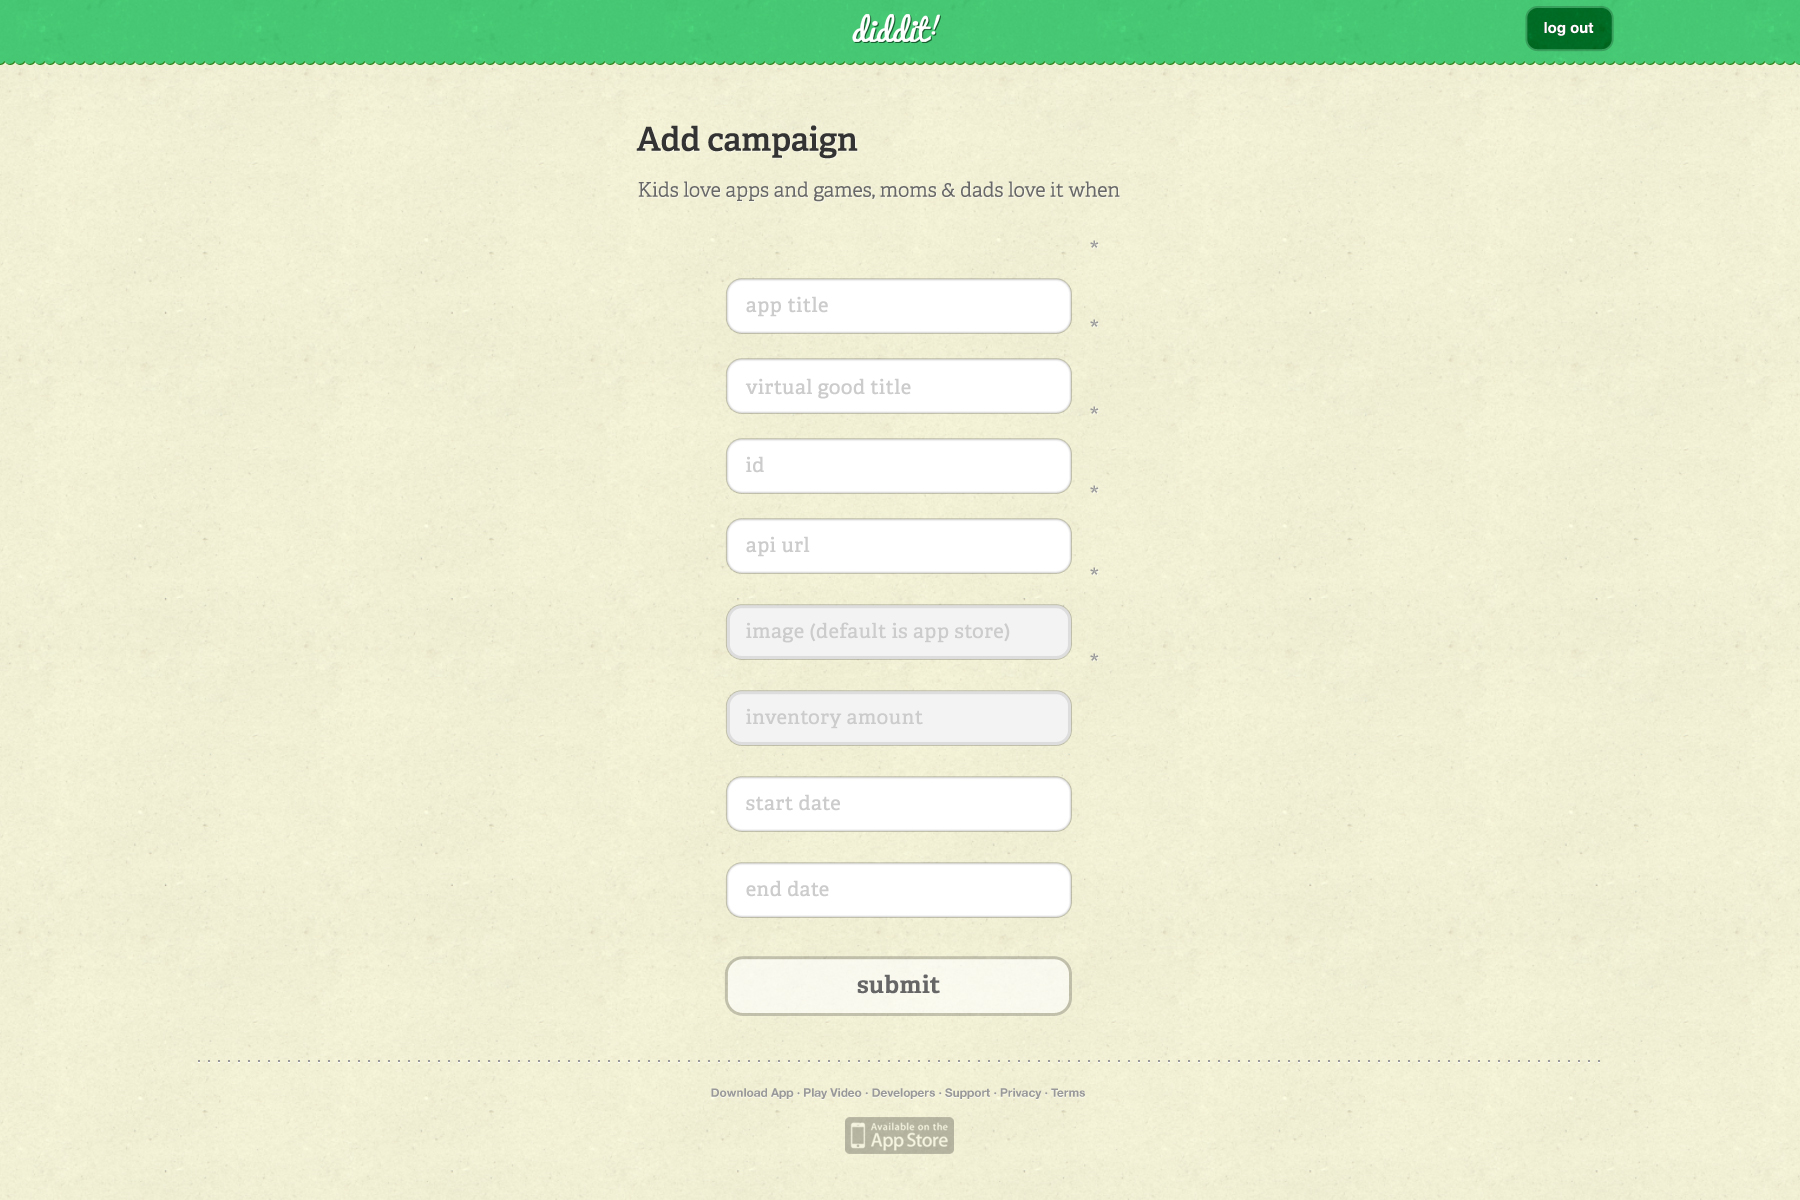 diddit!
log out
Add campaign
Kids love apps and games, moms & dads love it when
*
app title
*
virtual good title
*
id
*
api url
*
image (default is app store)
*
inventory amount
start date
end date
submit
Download App · Play Video · Developers · Support · Privacy · Terms
Available on the
App Store